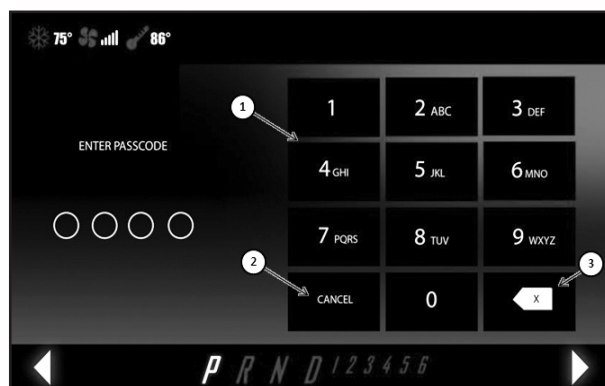 75° 86°
1
1 2 ABC 3 DEF
ENTER PASSCODE
4 GHI 5 JKL 6 MNO
7 PQRS 8 TUV 9 WXYZ
2 3
CANCEL 0 X
P R N D 1 2 3 4 5 6